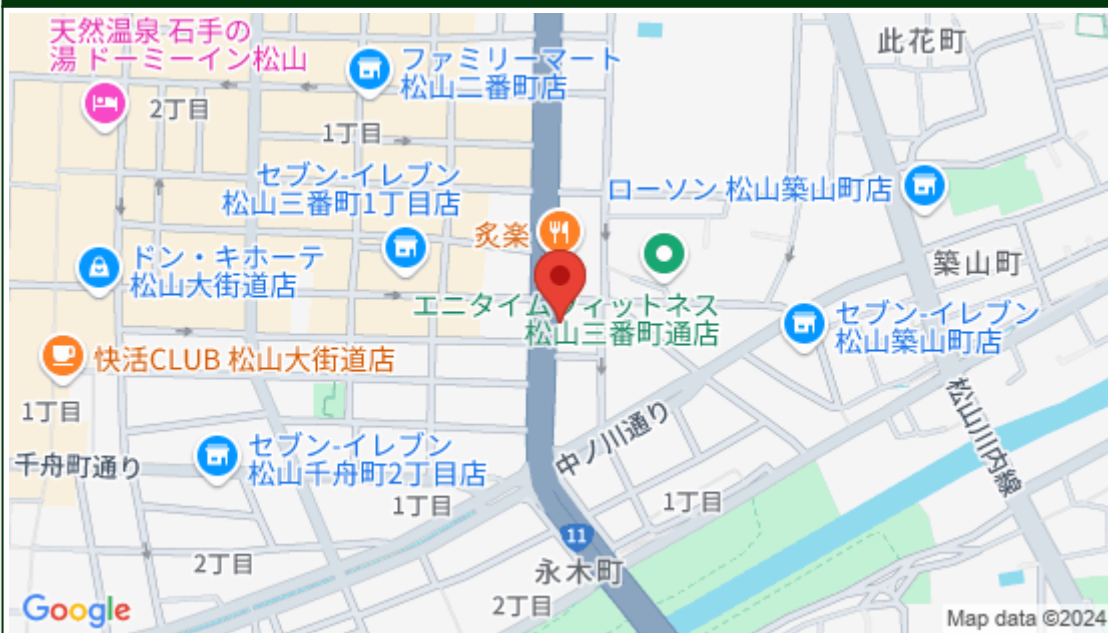 天然温泉 石手の
湯 ドーミーイン松山
ファミリーマート
松山二番町店
此花町
2丁目
1丁目
セブン-イレブン
松山三番町1丁目店
ローソン 松山築山町店
炙楽
ドン・キホーテ
松山大街道店
築山町
エニタイムフィットネス
松山三番町通店
セブン-イレブン
松山築山町店
快活CLUB 松山大街道店
1丁目
松山川内線
中ノ川通り
千舟町通り
セブン-イレブン
松山千舟町2丁目店
1丁目
1丁目
11
2丁目
永木町
2丁目
Google
Map data ©2024